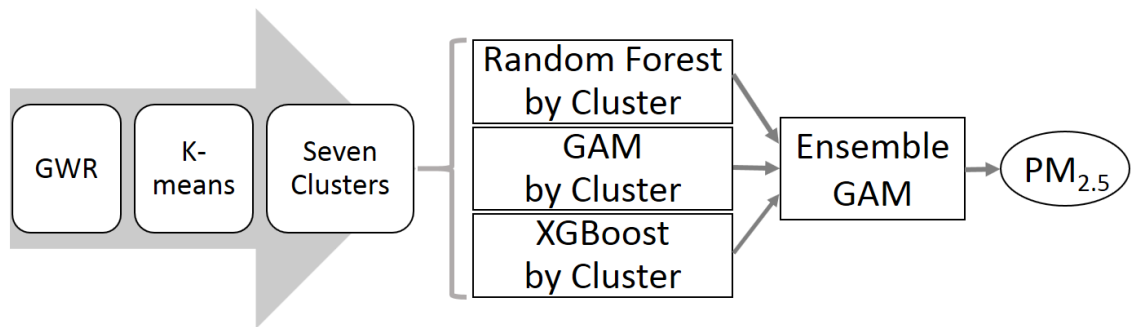 GWR
K-
means
Seven
Clusters
Random Forest
by Cluster
GAM
by Cluster
XGBoost
by Cluster
Ensemble
GAM
PM2.5